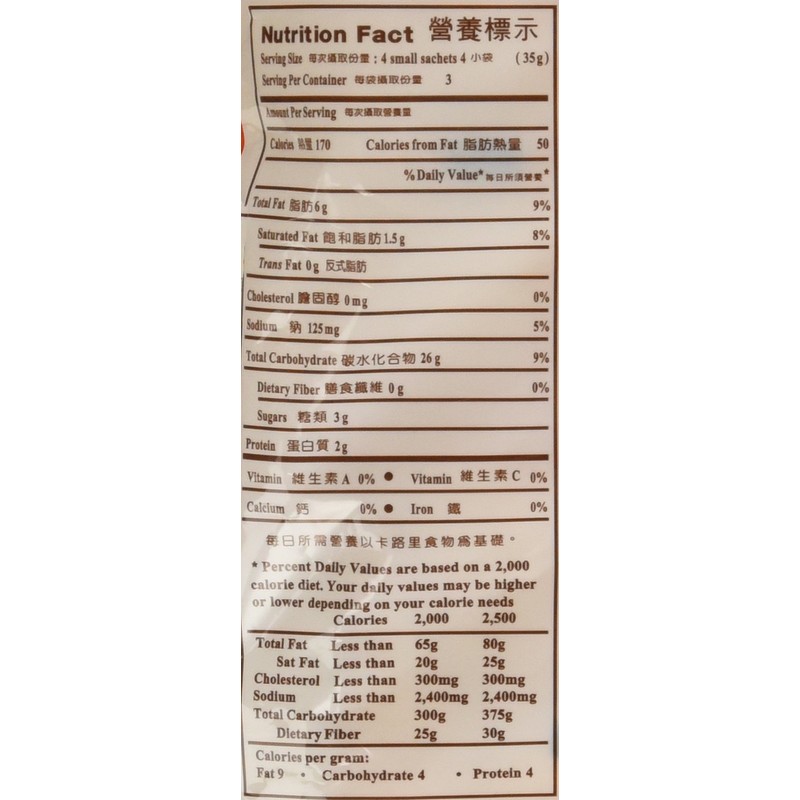 Nutrition Fact 營養標示
Serving Size 每次攝取份量：4 small sachets 4 小袋 (35g)
Serving Per Container 每袋攝取份量 3
Amount Per Serving 每次攝取營養量
Calories 熱量 170 Calories from Fat 脂肪熱量 50
% Daily Value* 每日所須營養*
Total Fat 脂肪 6g 9%
Saturated Fat 飽和脂肪 1.5g 8%
Trans Fat 0g 反式脂肪
Cholesterol 膽固醇 0mg 0%
Sodium 鈉 125mg 5%
Total Carbohydrate 碳水化合物 26g 9%
Dietary Fiber 膳食纖維 0g 0%
Sugars 糖類 3g
Protein 蛋白質 2g
Vitamin 維生素 A 0% ● Vitamin 維生素 C 0%
Calcium 鈣 0% ● Iron 鐵 0%
每日所需營養以卡路里食物為基礎。
* Percent Daily Values are based on a 2,000
calorie diet. Your daily values may be higher
or lower depending on your calorie needs
Calories 2,000 2,500
Total Fat Less than 65g 80g
Sat Fat Less than 20g 25g
Cholesterol Less than 300mg 300mg
Sodium Less than 2,400mg 2,400mg
Total Carbohydrate 300g 375g
Dietary Fiber 25g 30g
Calories per gram:
Fat 9 • Carbohydrate 4 • Protein 4